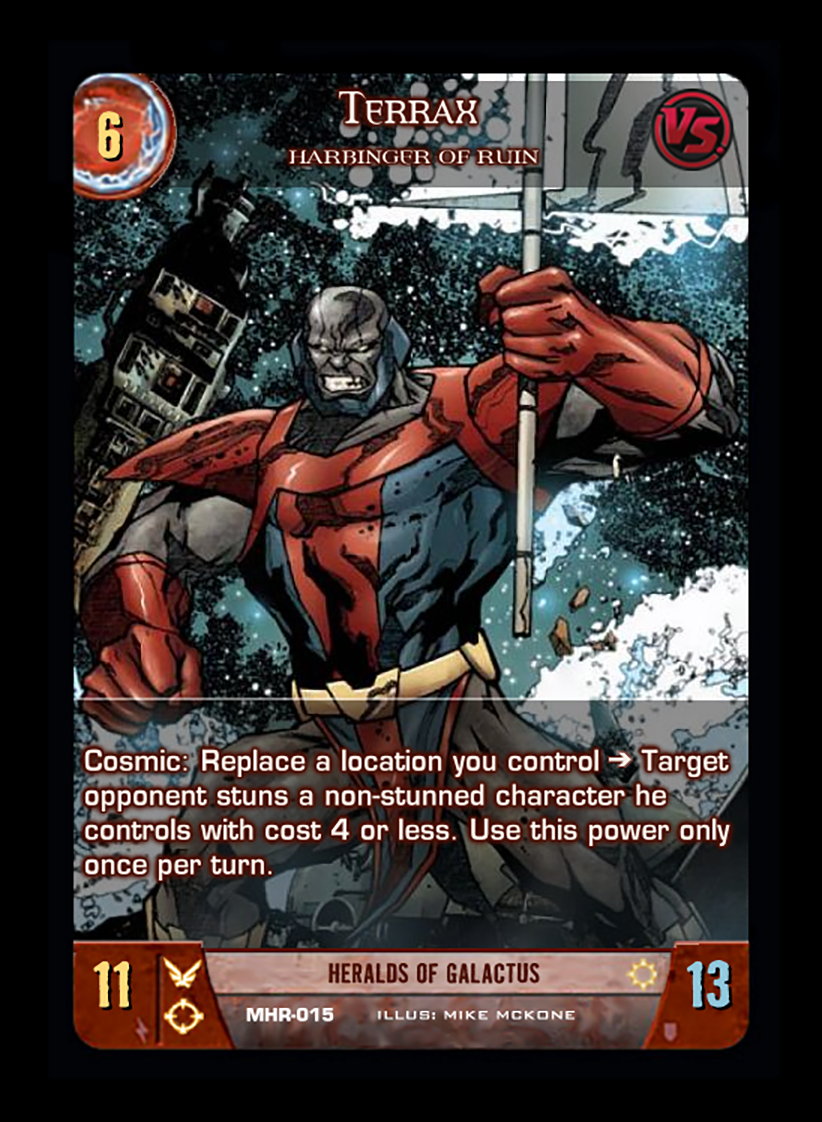 6
TERRAX
HARBINGER OF RUIN
VS.
Cosmic: Replace a location you control ➔ Target
opponent stuns a non-stunned character he
controls with cost 4 or less. Use this power only
once per turn.
11
HERALDS OF GALACTUS
13
MHR-015 ILLUS: MIKE MCKONE